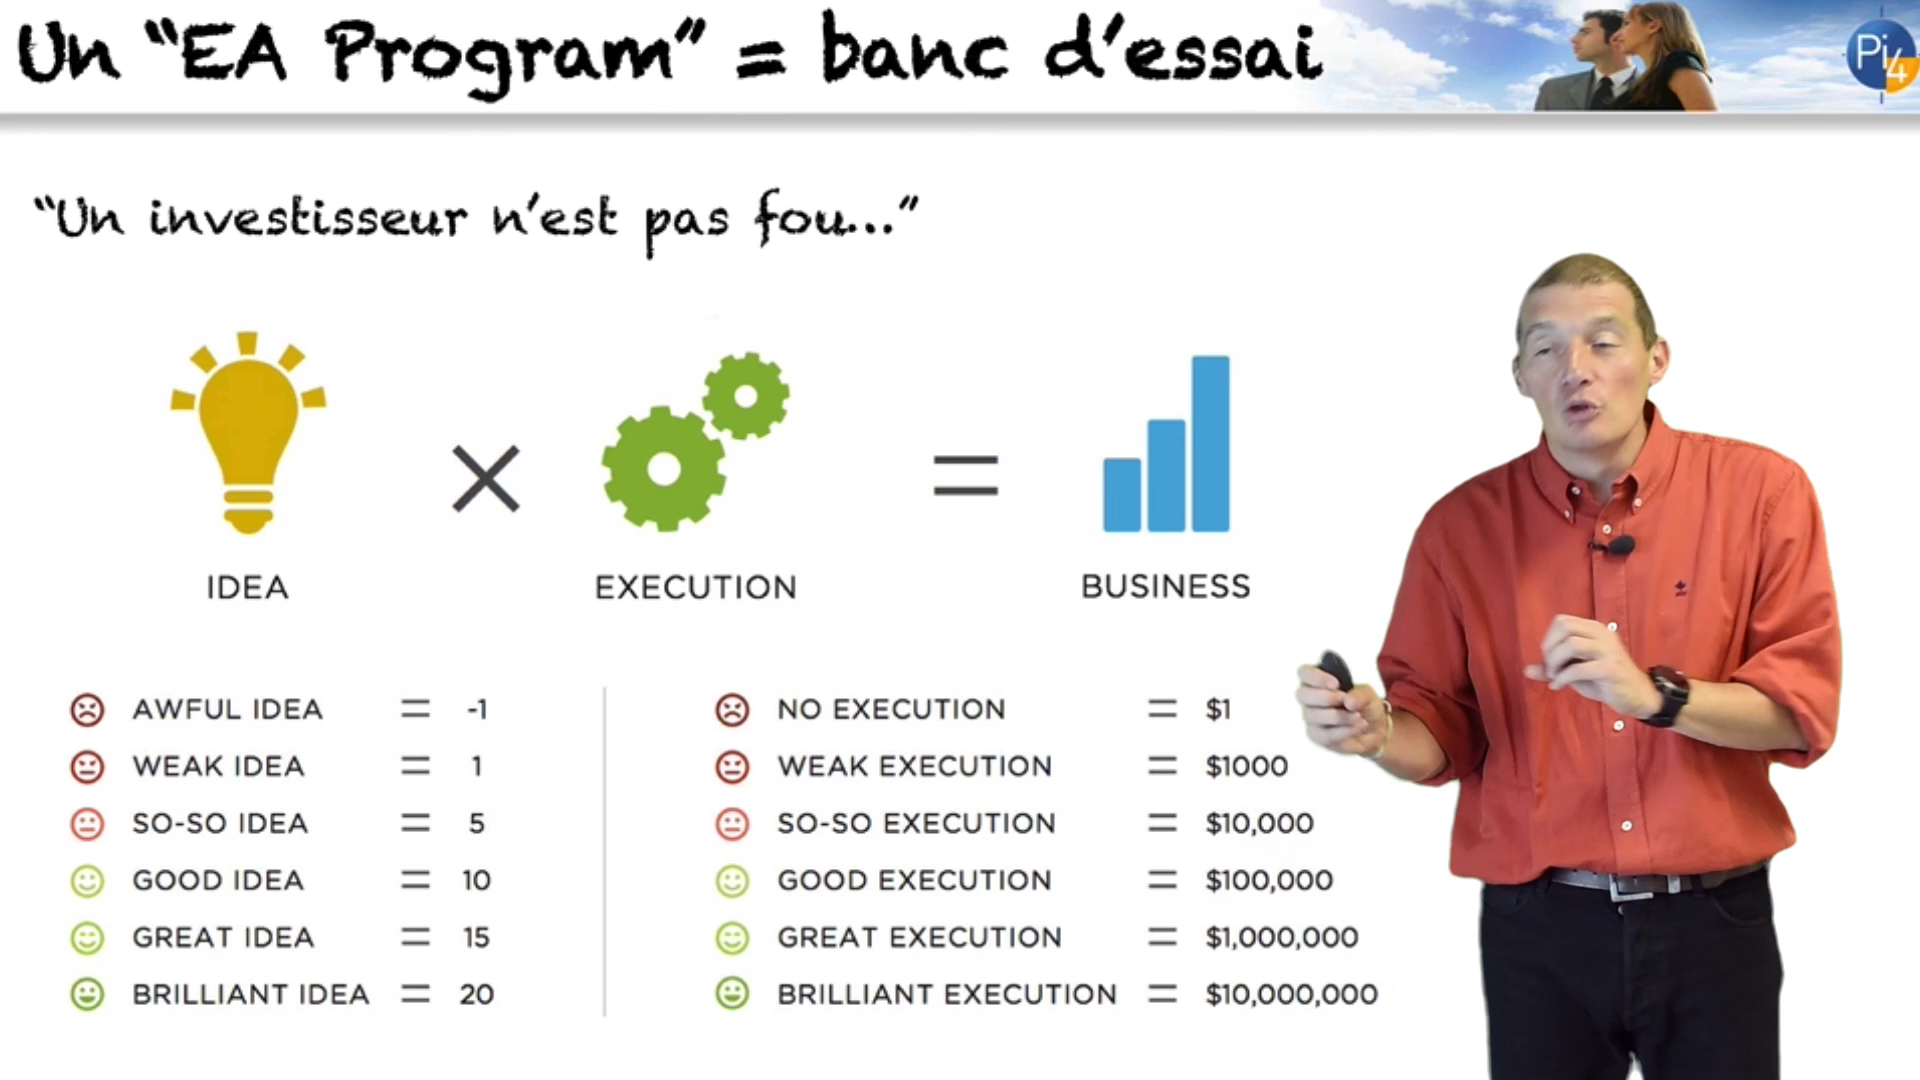 Un “EA Program” = banc d’essai
Pi4
“Un investisseur n’est pas fou...”
IDEA × EXECUTION = BUSINESS
AWFUL IDEA = -1
WEAK IDEA = 1
SO-SO IDEA = 5
GOOD IDEA = 10
GREAT IDEA = 15
BRILLIANT IDEA = 20
NO EXECUTION = $1
WEAK EXECUTION = $1000
SO-SO EXECUTION = $10,000
GOOD EXECUTION = $100,000
GREAT EXECUTION = $1,000,000
BRILLIANT EXECUTION = $10,000,000